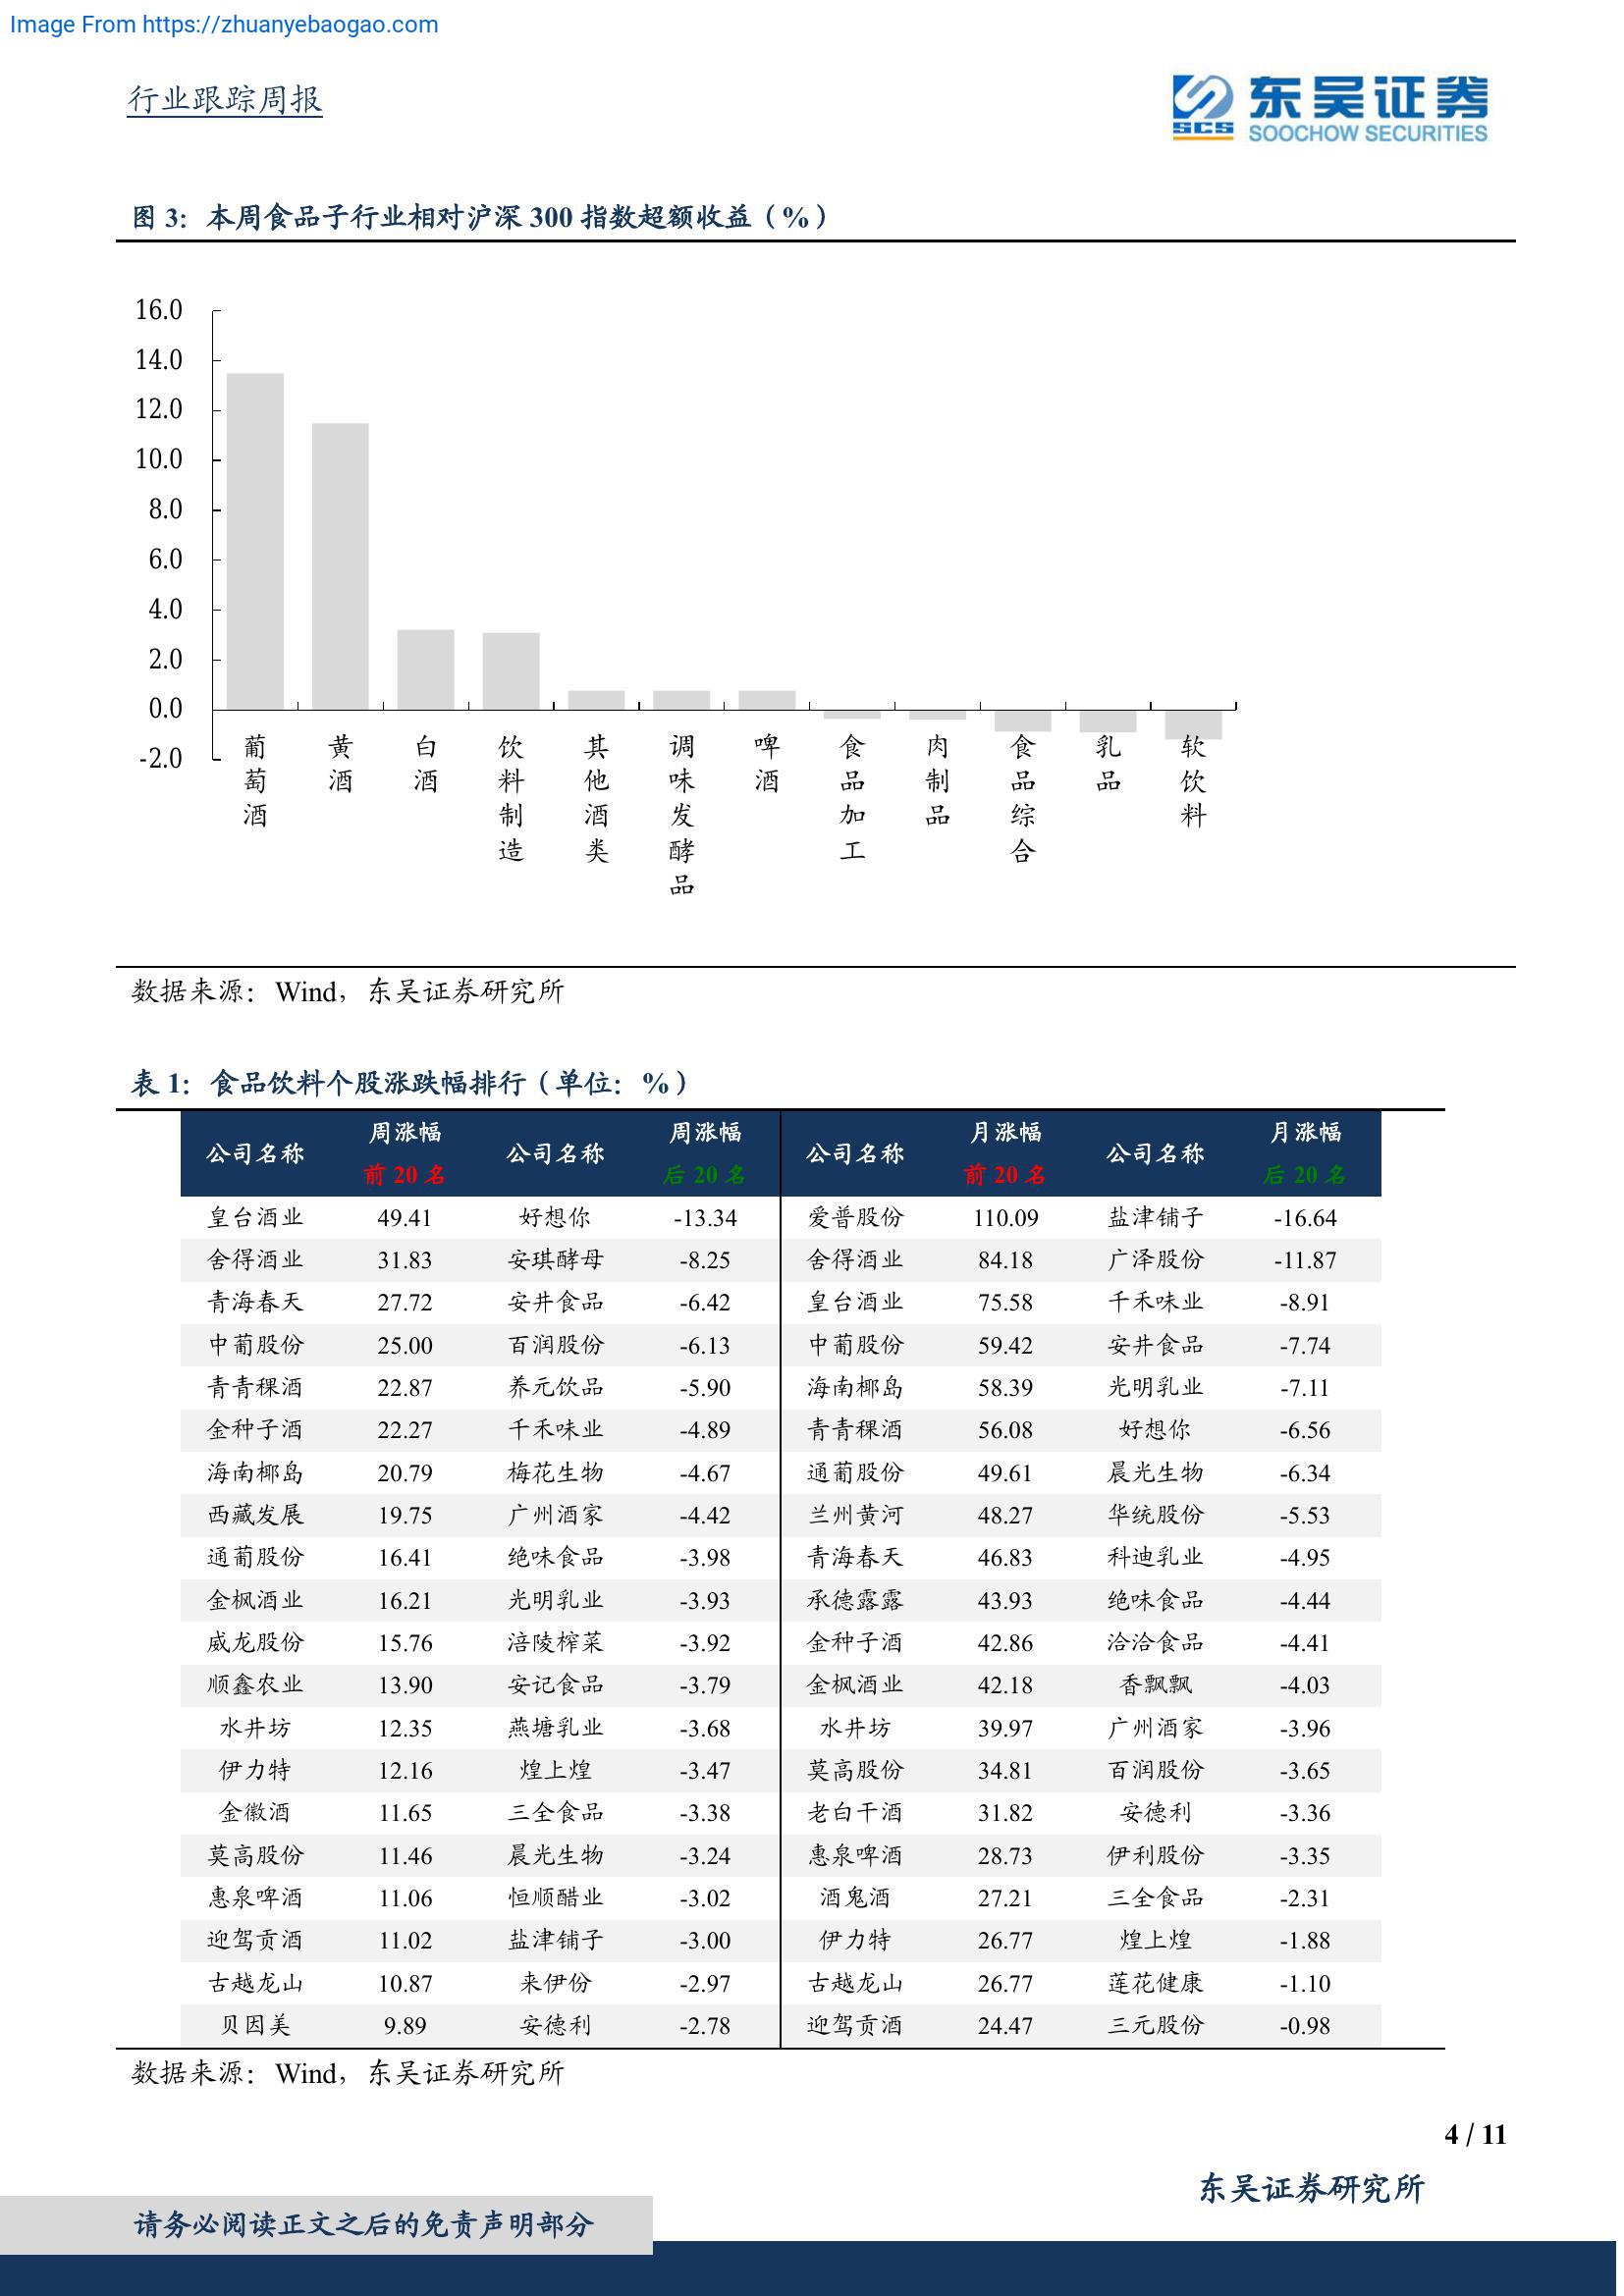 Image From https://zhuanyebaogao.com
行业跟踪周报
东吴证券
SCS SOOCHOW SECURITIES
图 3：本周食品子行业相对沪深 300 指数超额收益（%）
16.0
14.0
12.0
10.0
8.0
6.0
4.0
2.0
0.0
-2.0
葡萄酒
黄酒
白酒
饮料制造
其他酒类
调味发酵品
啤酒
食品加工
肉制品
食品综合
乳品
软饮料
数据来源：Wind，东吴证券研究所
表 1：食品饮料个股涨跌幅排行（单位：%）
公司名称 周涨幅 前 20 名 公司名称 周涨幅 后 20 名 公司名称 月涨幅 前 20 名 公司名称 月涨幅 后 20 名
皇台酒业 49.41 好想你 -13.34 爱普股份 110.09 盐津铺子 -16.64
舍得酒业 31.83 安琪酵母 -8.25 舍得酒业 84.18 广泽股份 -11.87
青海春天 27.72 安井食品 -6.42 皇台酒业 75.58 千禾味业 -8.91
中葡股份 25.00 百润股份 -6.13 中葡股份 59.42 安井食品 -7.74
青青稞酒 22.87 养元饮品 -5.90 海南椰岛 58.39 光明乳业 -7.11
金种子酒 22.27 千禾味业 -4.89 青青稞酒 56.08 好想你 -6.56
海南椰岛 20.79 梅花生物 -4.67 通葡股份 49.61 晨光生物 -6.34
西藏发展 19.75 广州酒家 -4.42 兰州黄河 48.27 华统股份 -5.53
通葡股份 16.41 绝味食品 -3.98 青海春天 46.83 科迪乳业 -4.95
金枫酒业 16.21 光明乳业 -3.93 承德露露 43.93 绝味食品 -4.44
威龙股份 15.76 涪陵榨菜 -3.92 金种子酒 42.86 洽洽食品 -4.41
顺鑫农业 13.90 安记食品 -3.79 金枫酒业 42.18 香飘飘 -4.03
水井坊 12.35 燕塘乳业 -3.68 水井坊 39.97 广州酒家 -3.96
伊力特 12.16 煌上煌 -3.47 莫高股份 34.81 百润股份 -3.65
金徽酒 11.65 三全食品 -3.38 老白干酒 31.82 安德利 -3.36
莫高股份 11.46 晨光生物 -3.24 惠泉啤酒 28.73 伊利股份 -3.35
惠泉啤酒 11.06 恒顺醋业 -3.02 酒鬼酒 27.21 三全食品 -2.31
迎驾贡酒 11.02 盐津铺子 -3.00 伊力特 26.77 煌上煌 -1.88
古越龙山 10.87 来伊份 -2.97 古越龙山 26.77 莲花健康 -1.10
贝因美 9.89 安德利 -2.78 迎驾贡酒 24.47 三元股份 -0.98
数据来源：Wind，东吴证券研究所
4 / 11
东吴证券研究所
请务必阅读正文之后的免责声明部分